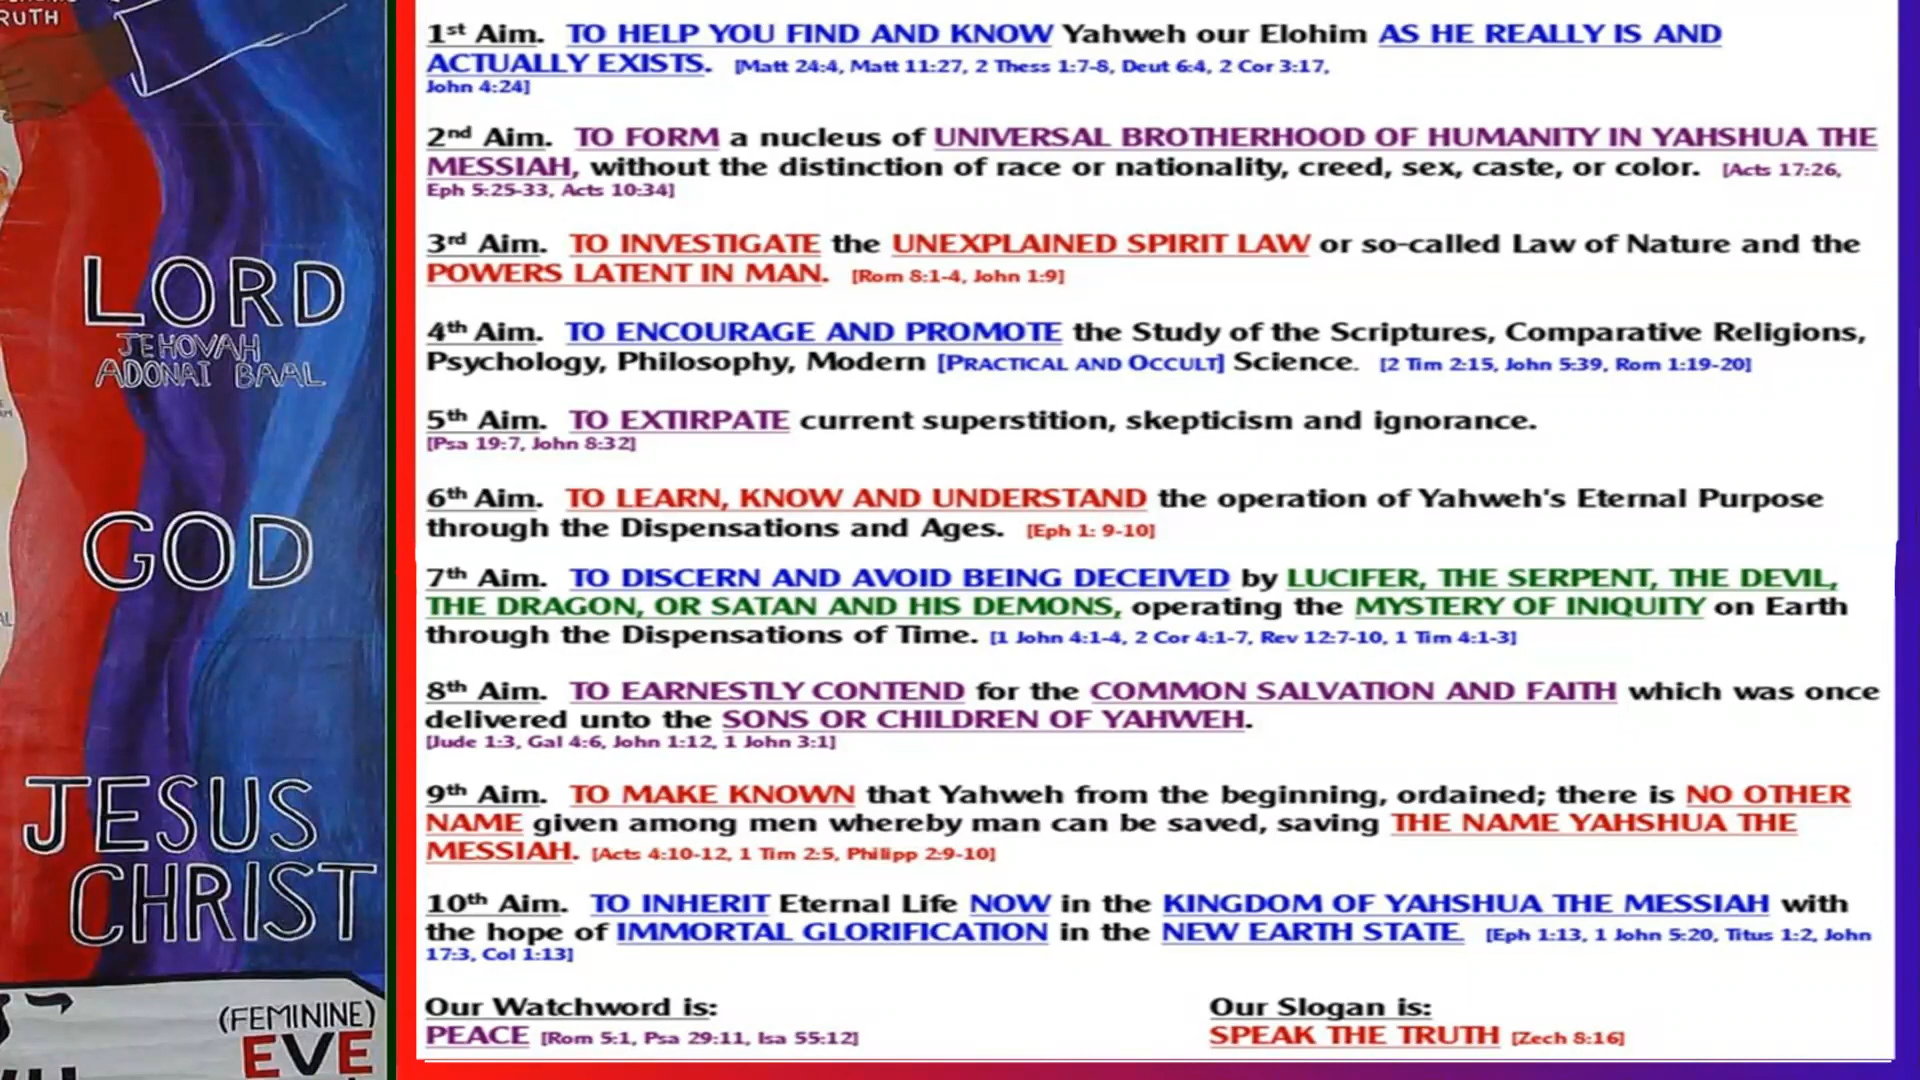 RUTH
LORD
JEHOVAH
ADONAI BAAL
GOD
JESUS
CHRIST
(FEMININE)
EVE
1st Aim. TO HELP YOU FIND AND KNOW Yahweh our Elohim AS HE REALLY IS AND
ACTUALLY EXISTS. [Matt 24:4, Matt 11:27, 2 Thess 1:7-8, Deut 6:4, 2 Cor 3:17,
John 4:24]
2nd Aim. TO FORM a nucleus of UNIVERSAL BROTHERHOOD OF HUMANITY IN YAHSHUA THE
MESSIAH, without the distinction of race or nationality, creed, sex, caste, or color. [Acts 17:26,
Eph 5:25-33, Acts 10:34]
3rd Aim. TO INVESTIGATE the UNEXPLAINED SPIRIT LAW or so-called Law of Nature and the
POWERS LATENT IN MAN. [Rom 8:1-4, John 1:9]
4th Aim. TO ENCOURAGE AND PROMOTE the Study of the Scriptures, Comparative Religions,
Psychology, Philosophy, Modern [PRACTICAL AND OCCULT] Science. [2 Tim 2:15, John 5:39, Rom 1:19-20]
5th Aim. TO EXTIRPATE current superstition, skepticism and ignorance.
[Psa 19:7, John 8:32]
6th Aim. TO LEARN, KNOW AND UNDERSTAND the operation of Yahweh's Eternal Purpose
through the Dispensations and Ages. [Eph 1: 9-10]
7th Aim. TO DISCERN AND AVOID BEING DECEIVED by LUCIFER, THE SERPENT, THE DEVIL,
THE DRAGON, OR SATAN AND HIS DEMONS, operating the MYSTERY OF INIQUITY on Earth
through the Dispensations of Time. [1 John 4:1-4, 2 Cor 4:1-7, Rev 12:7-10, 1 Tim 4:1-3]
8th Aim. TO EARNESTLY CONTEND for the COMMON SALVATION AND FAITH which was once
delivered unto the SONS OR CHILDREN OF YAHWEH.
[Jude 1:3, Gal 4:6, John 1:12, 1 John 3:1]
9th Aim. TO MAKE KNOWN that Yahweh from the beginning, ordained; there is NO OTHER
NAME given among men whereby man can be saved, saving THE NAME YAHSHUA THE
MESSIAH. [Acts 4:10-12, 1 Tim 2:5, Philipp 2:9-10]
10th Aim. TO INHERIT Eternal Life NOW in the KINGDOM OF YAHSHUA THE MESSIAH with
the hope of IMMORTAL GLORIFICATION in the NEW EARTH STATE [Eph 1:13, 1 John 5:20, Titus 1:2, John
17:3, Col 1:13]
Our Watchword is:
PEACE [Rom 5:1, Psa 29:11, Isa 55:12]
Our Slogan is:
SPEAK THE TRUTH [Zech 8:16]